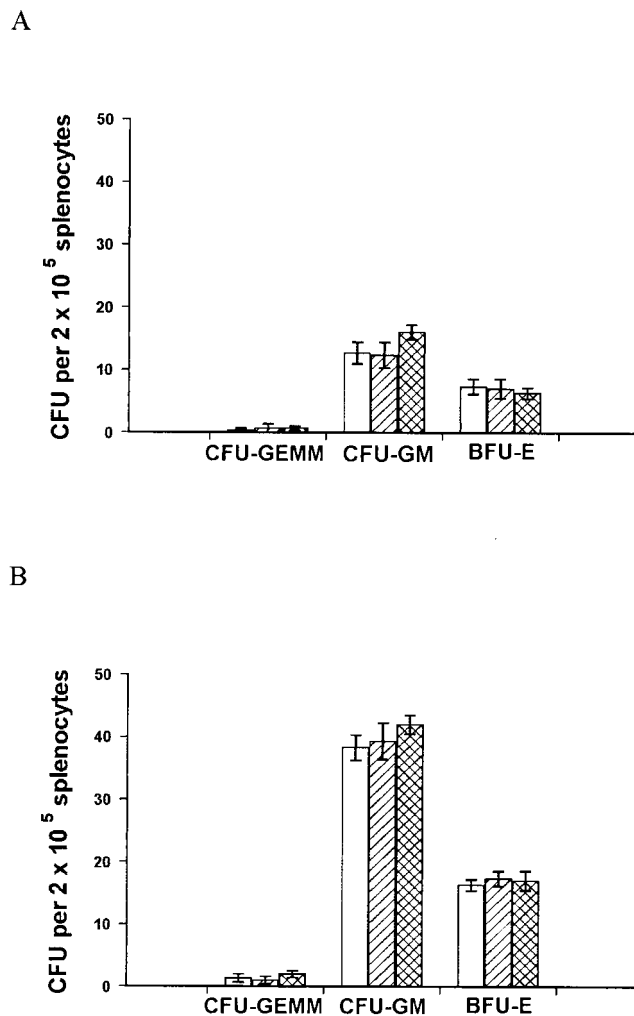 A
CFU per 2 x 10 5 splenocytes
50
40
30
20
10
0
CFU-GEMM CFU-GM BFU-E
B
CFU per 2 x 10 5 splenocytes
50
40
30
20
10
0
CFU-GEMM CFU-GM BFU-E